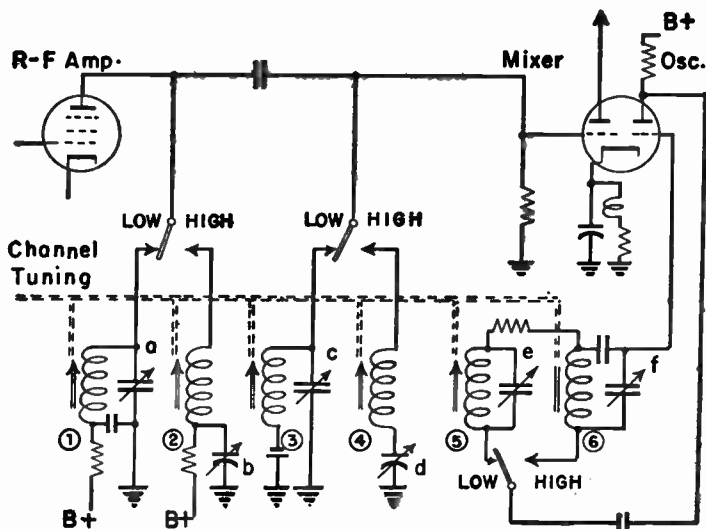 B+
R-F Amp.
Mixer
Osc.
LOW HIGH
LOW HIGH
Channel
Tuning
a
c
e
f
1
2
3
4
5
6
b
d
LOW HIGH
B+
B+